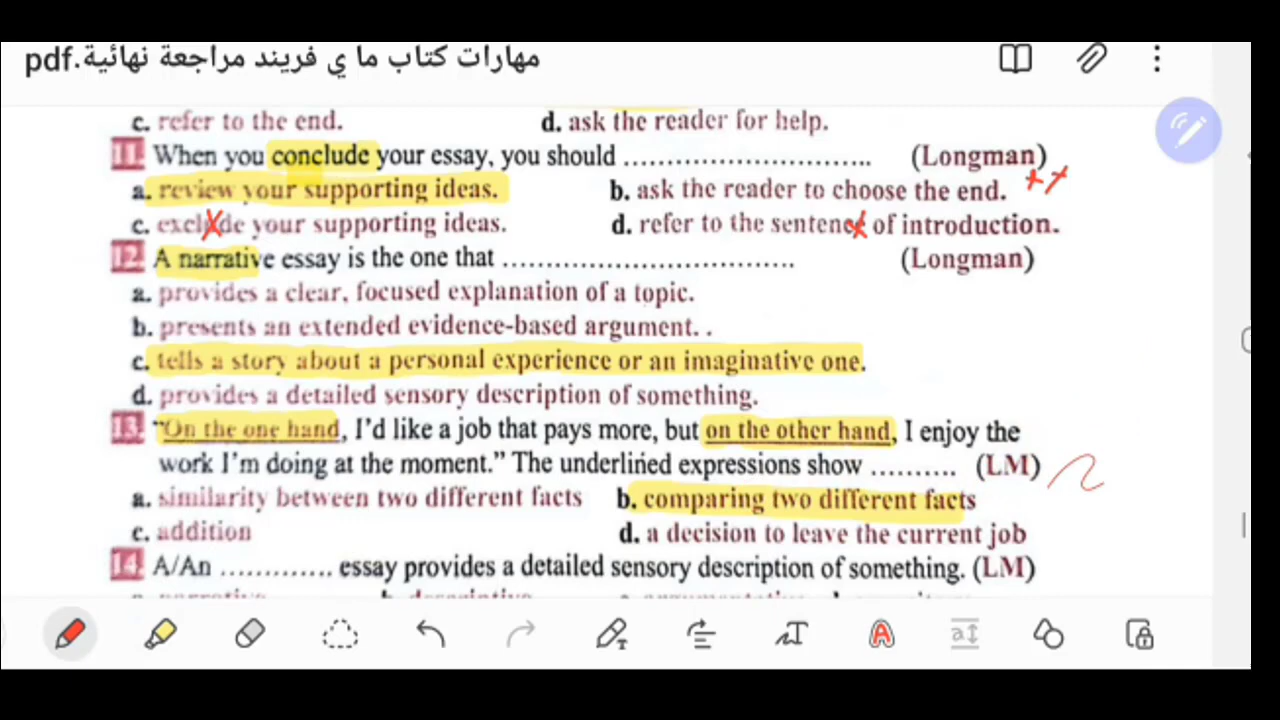 مهارات كتاب ما ي فريند مراجعة نهائية.pdf
c. refer to the end. d. ask the reader for help.
11. When you conclude your essay, you should ............................ (Longman)
a. review your supporting ideas. b. ask the reader to choose the end.
c. exclude your supporting ideas. d. refer to the sentence of introduction.
12. A narrative essay is the one that .................................. (Longman)
a. provides a clear, focused explanation of a topic.
b. presents an extended evidence-based argument. .
c. tells a story about a personal experience or an imaginative one.
d. provides a detailed sensory description of something.
13. "On the one hand, I'd like a job that pays more, but on the other hand, I enjoy the
work I'm doing at the moment." The underlined expressions show .......... (LM)
a. similarity between two different facts b. comparing two different facts
c. addition d. a decision to leave the current job
14. A/An ............. essay provides a detailed sensory description of something. (LM)